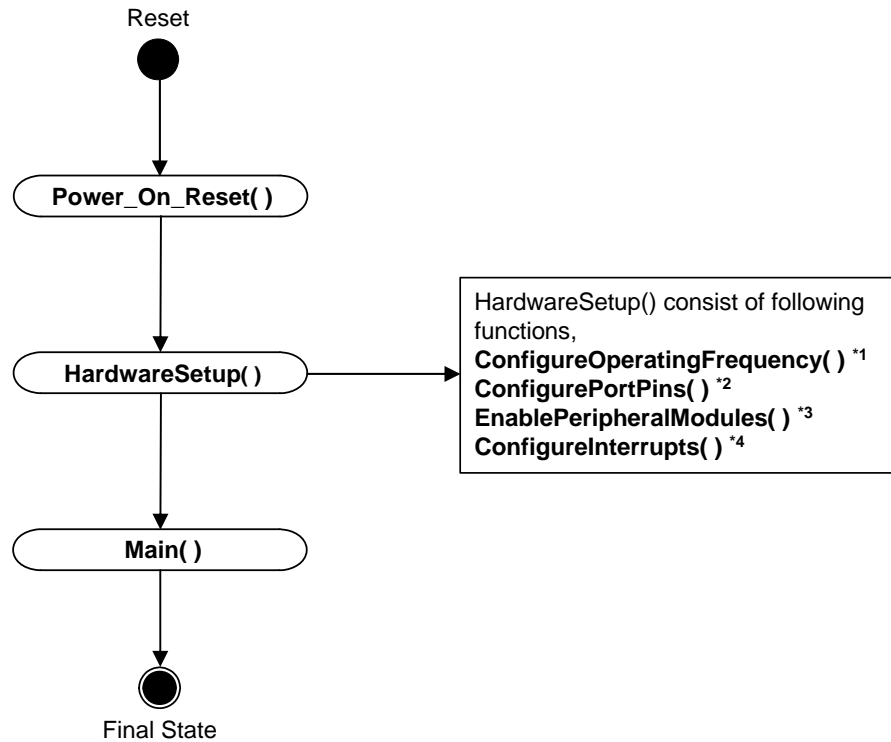 Reset
Power_On_Reset( )
HardwareSetup( )
HardwareSetup() consist of following
functions,
ConfigureOperatingFrequency( ) *1
ConfigurePortPins( ) *2
EnablePeripheralModules( ) *3
ConfigureInterrupts( ) *4
Main( )
Final State